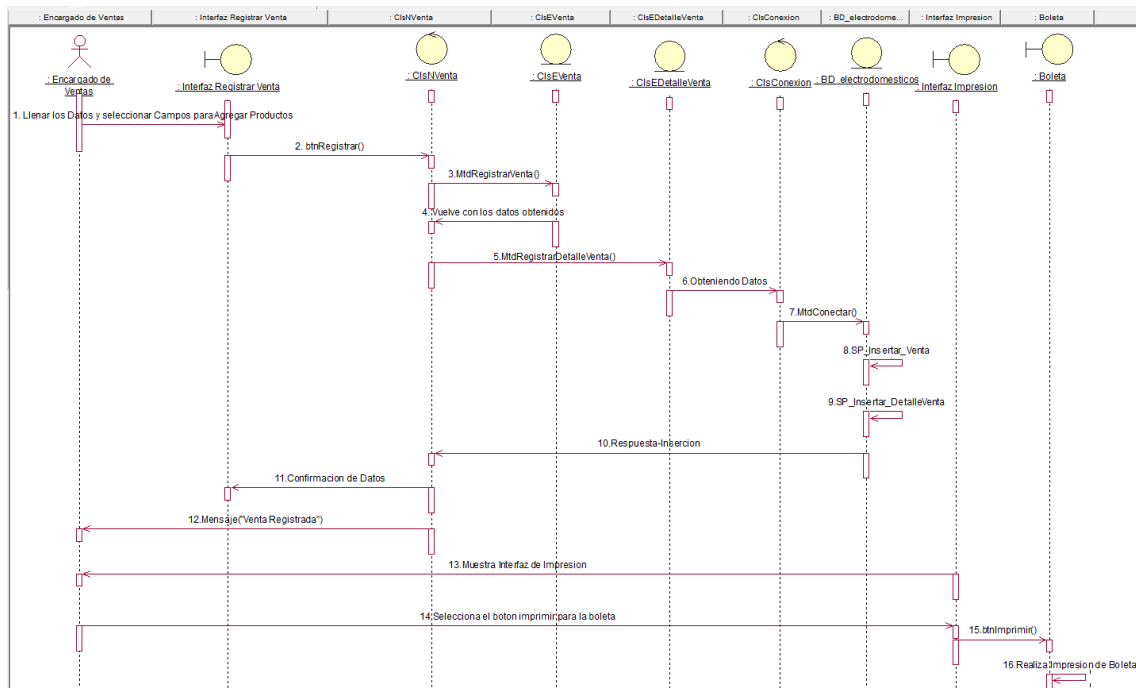 : Encargado de Ventas
: Interfaz Registrar Venta
: ClsNVenta
: ClsEVenta
: ClsEDetalleVenta
: ClsConexion
: BD_electrodome...
: Interfaz Impresion
: Boleta
: Encargado de
Ventas
: Interfaz Registrar Venta
: ClsNVenta
: ClsEVenta
: ClsEDetalleVenta
: ClsConexion
: BD_electrodomesticos
: Interfaz Impresion
: Boleta
1. Llenar los Datos y seleccionar Campos para Agregar Productos
2. btnRegistrar()
3.MtdRegistrarVenta()
4.Vuelve con los datos obtenidos
5.MtdRegistrarDetalleVenta()
6.Obteniendo Datos
7.MtdConectar()
8.SP_Insertar_Venta
9.SP_Insertar_DetalleVenta
10.Respuesta-Insercion
11.Confirmacion de Datos
12.Mensaje("Venta Registrada")
13.Muestra Interfaz de Impresion
14.Selecciona el boton imprimir para la boleta
15.btnImprimir()
16.Realiza Impresion de Boleta